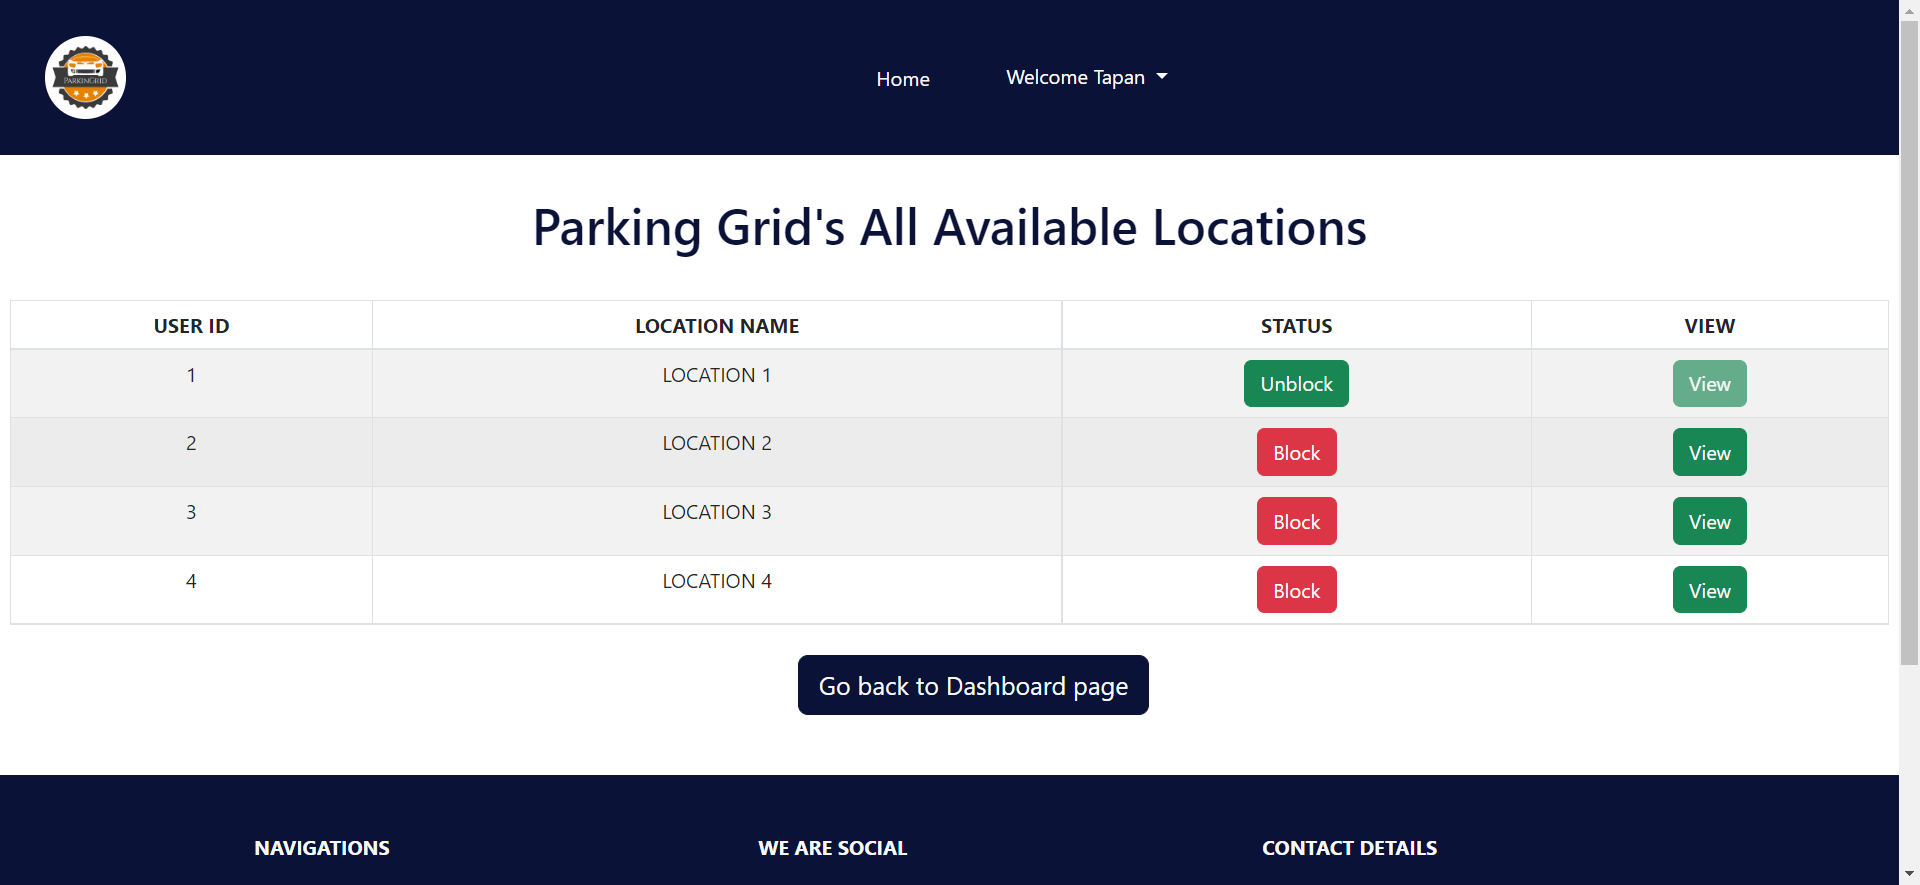 PARKINGRID
Home
Welcome Tapan
Parking Grid's All Available Locations
USER ID LOCATION NAME STATUS VIEW
1 LOCATION 1 Unblock View
2 LOCATION 2 Block View
3 LOCATION 3 Block View
4 LOCATION 4 Block View
Go back to Dashboard page
NAVIGATIONS WE ARE SOCIAL CONTACT DETAILS